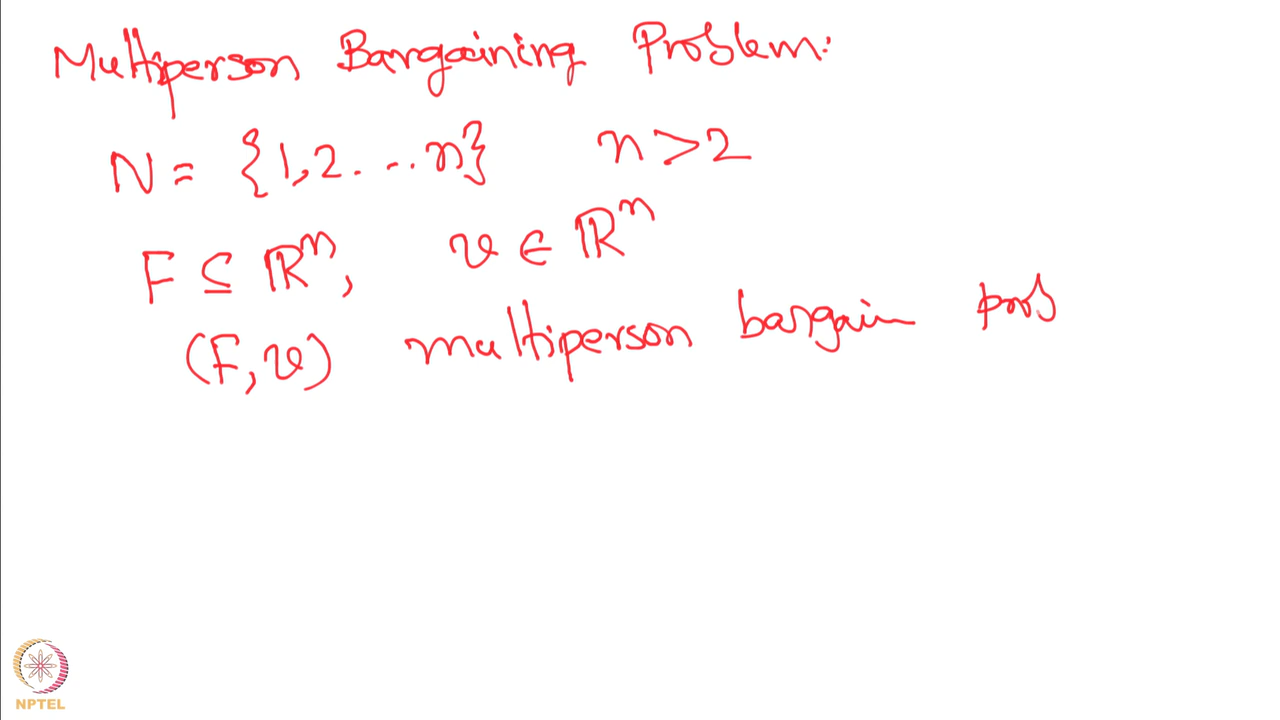 Multiperson Bargaining Problem:
N = {1,2...n} n > 2
F ⊆ ℝⁿ, v ∈ ℝⁿ
(F, v) multiperson bargain prob
NPTEL